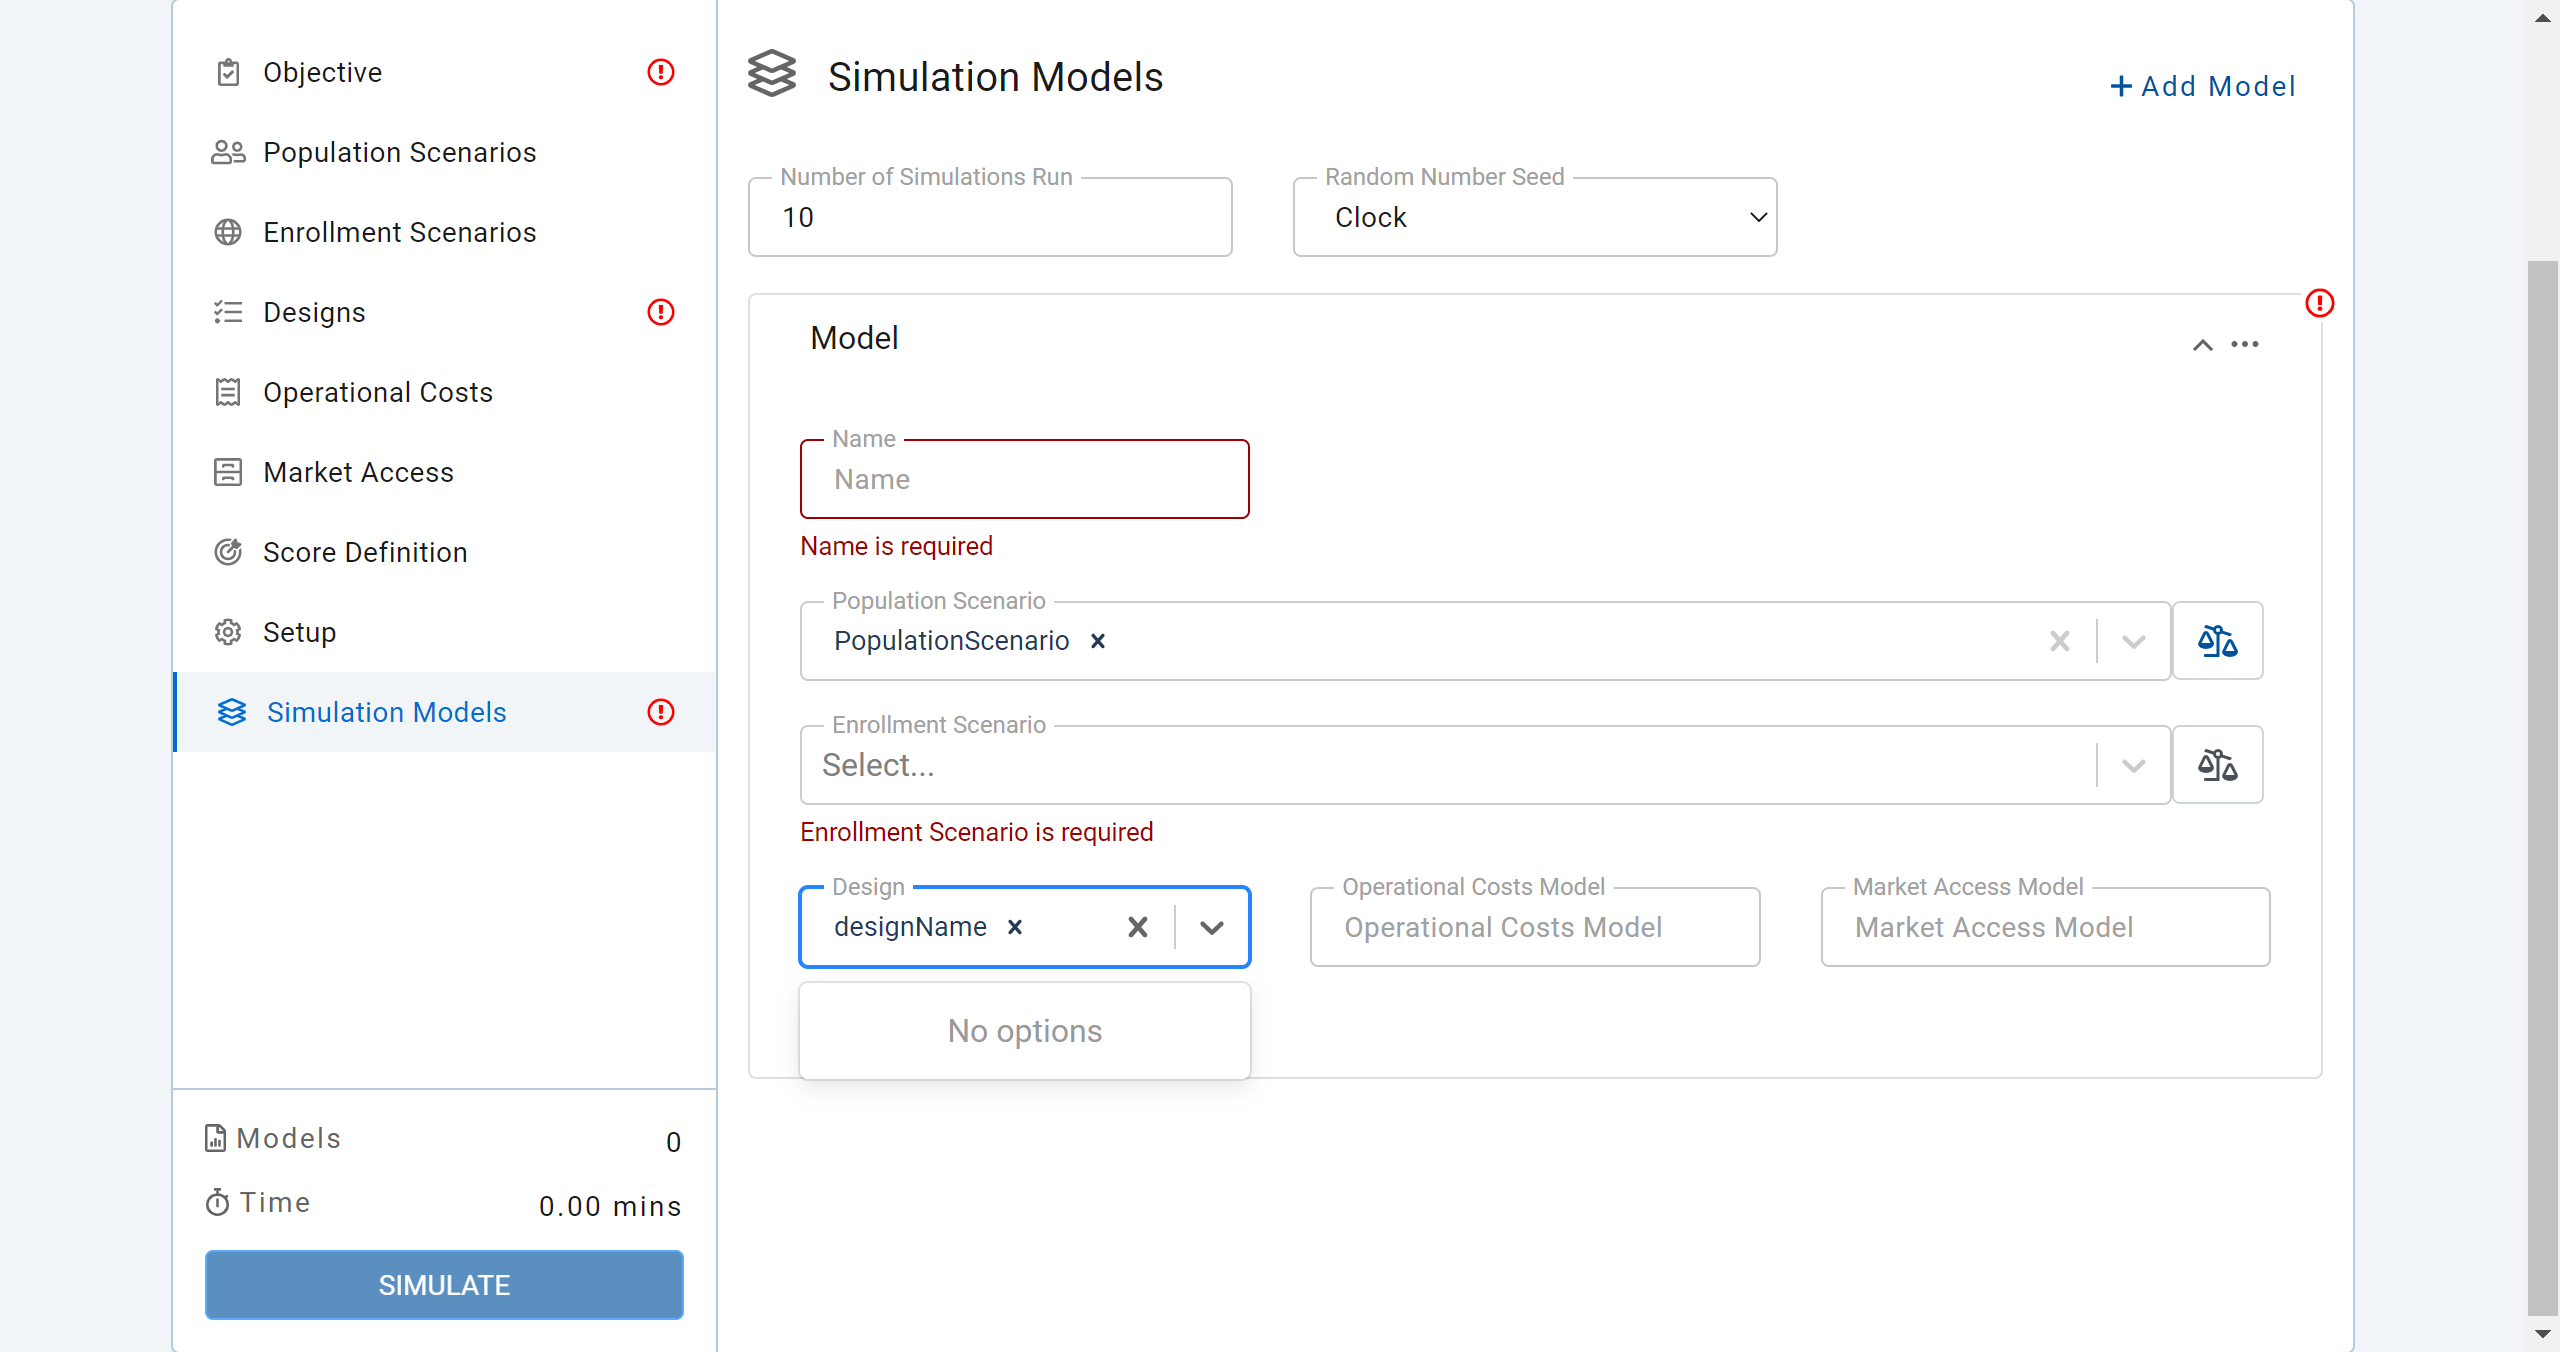 Objective
Population Scenarios
Enrollment Scenarios
Designs
Operational Costs
Market Access
Score Definition
Setup
Simulation Models
Models 0
Time 0.00 mins
SIMULATE
Simulation Models
Add Model
Number of Simulations Run
10
Random Number Seed
Clock
Model
Name
Name
Name is required
Population Scenario
PopulationScenario
Enrollment Scenario
Select...
Enrollment Scenario is required
Design
designName
No options
Operational Costs Model
Operational Costs Model
Market Access Model
Market Access Model